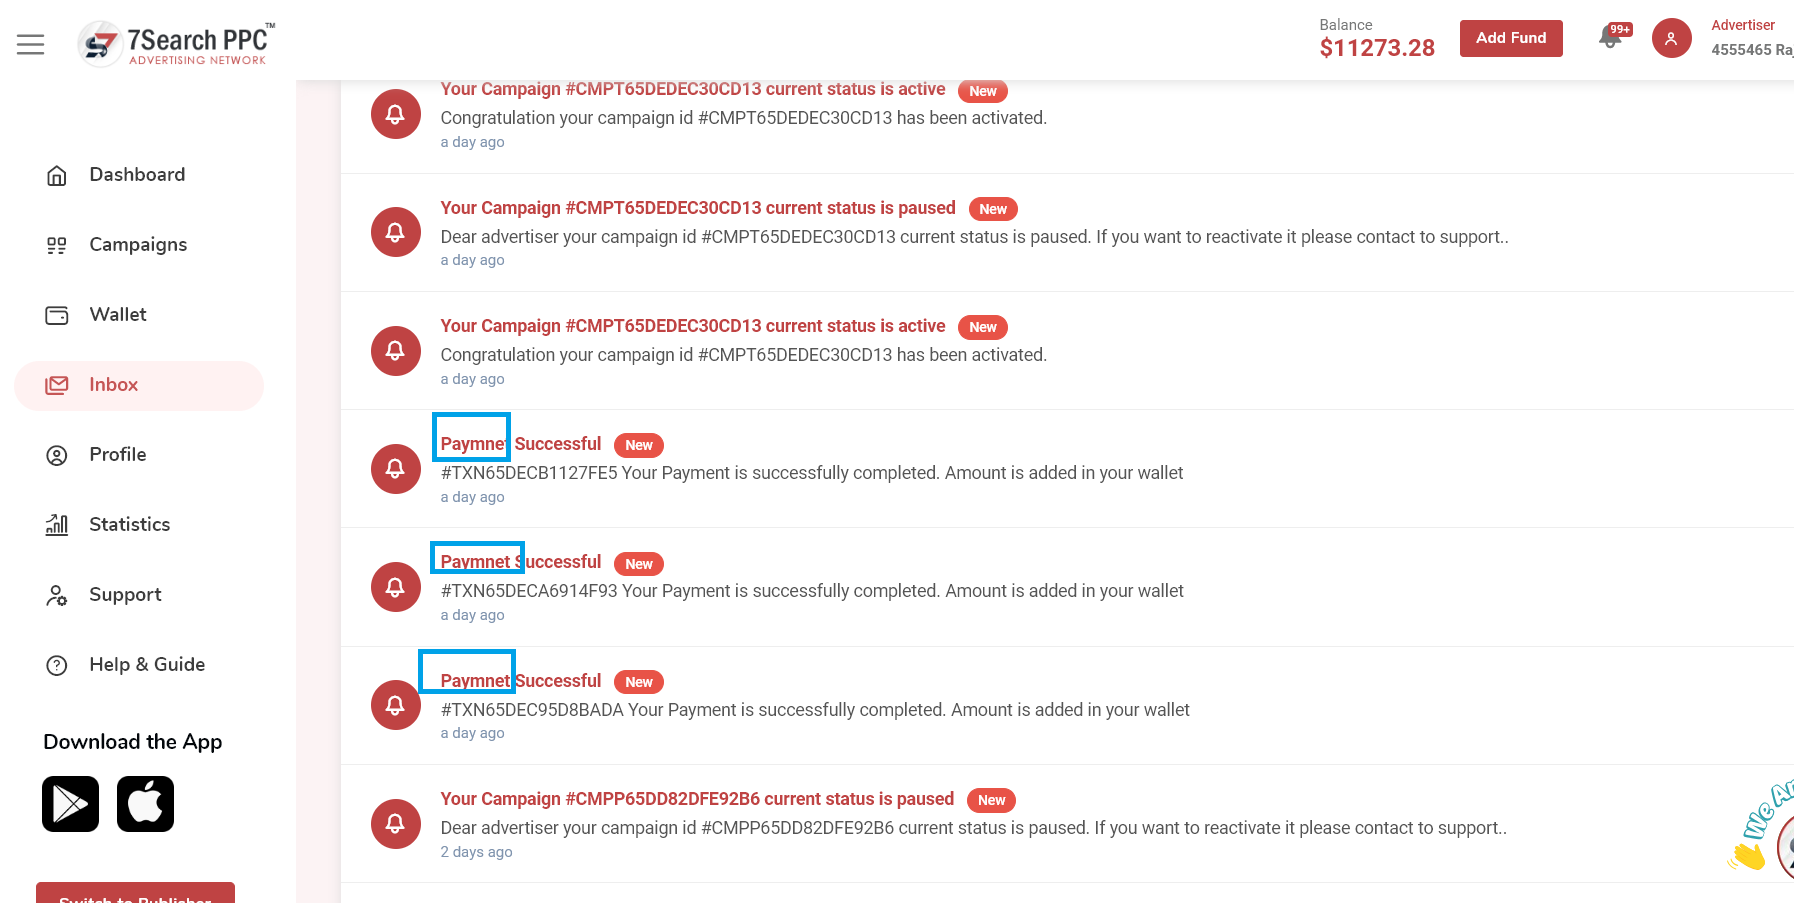 7Search PPC™
ADVERTISING NETWORK
Balance
$11273.28
Add Fund
99+
Advertiser
4555465
Dashboard
Campaigns
Wallet
Inbox
Profile
Statistics
Support
Help & Guide
Download the App
Switch to Publisher
Your Campaign #CMPT65DEDEC30CD13 current status is active New
Congratulation your campaign id #CMPT65DEDEC30CD13 has been activated.
a day ago
Your Campaign #CMPT65DEDEC30CD13 current status is paused New
Dear advertiser your campaign id #CMPT65DEDEC30CD13 current status is paused. If you want to reactivate it please contact to support..
a day ago
Your Campaign #CMPT65DEDEC30CD13 current status is active New
Congratulation your campaign id #CMPT65DEDEC30CD13 has been activated.
a day ago
Paymnet Successful New
#TXN65DECB1127FE5 Your Payment is successfully completed. Amount is added in your wallet
a day ago
Paymnet Successful New
#TXN65DECA6914F93 Your Payment is successfully completed. Amount is added in your wallet
a day ago
Paymnet Successful New
#TXN65DEC95D8BADA Your Payment is successfully completed. Amount is added in your wallet
a day ago
Your Campaign #CMPP65DD82DFE92B6 current status is paused New
Dear advertiser your campaign id #CMPP65DD82DFE92B6 current status is paused. If you want to reactivate it please contact to support..
2 days ago
We